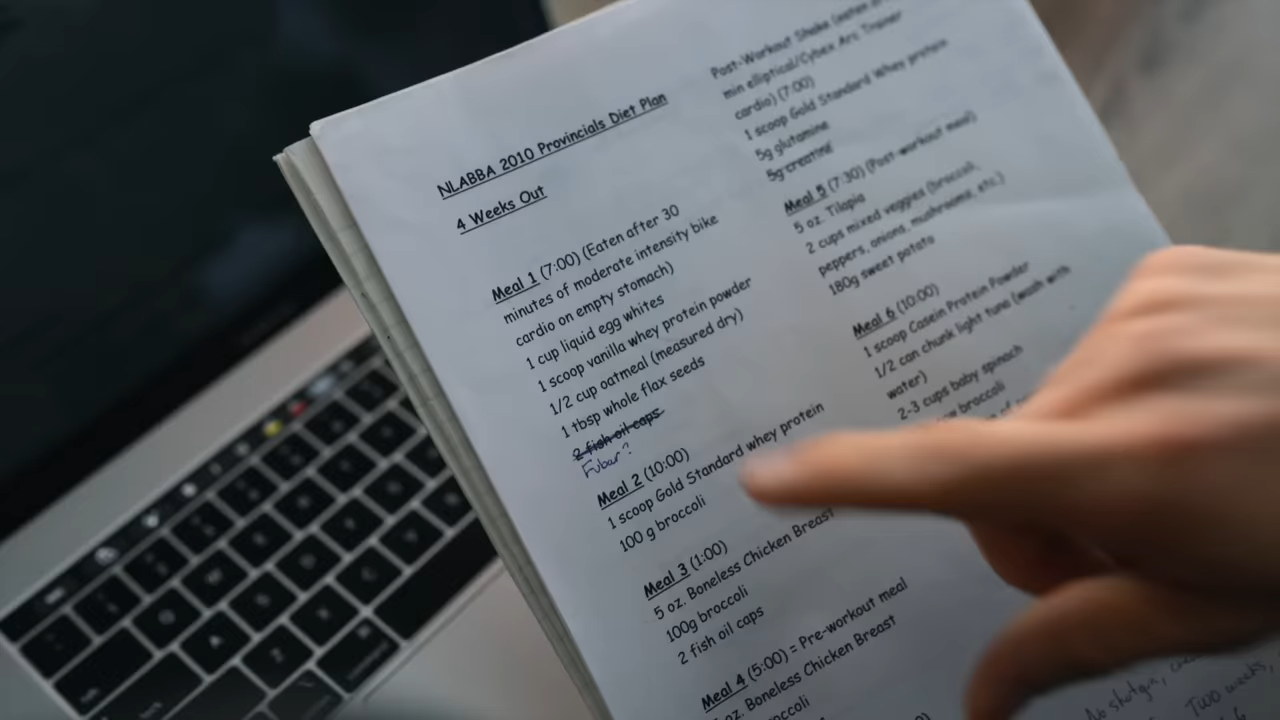 NLABBA 2010 Provincials Diet Plan
4 Weeks Out
Meal 1 (7:00) (Eaten after 30
minutes of moderate intensity bike
cardio on empty stomach)
1 cup liquid egg whites
1 scoop vanilla whey protein powder
1/2 cup oatmeal (measured dry)
1 tbsp whole flax seeds
2 fish oil caps
Fubar?
Meal 2 (10:00)
1 scoop Gold Standard whey protein
100 g broccoli
Meal 3 (1:00)
5 oz. Boneless Chicken Breast
100g broccoli
2 fish oil caps
Meal 4 (5:00) = Pre-workout meal
oz. Boneless Chicken Breast
Post-Workout Shake (eaten
min elliptical/Cybex Arc Trainer
cardio) (7:00)
1 scoop Gold Standard Whey protein
5g glutamine
5g creatine
Meal 5 (7:30) (Post-workout meal)
5 oz. Tilapia
2 cups mixed veggies (broccoli,
peppers, onions, mushrooms, etc.)
180g sweet potato
Meal 6 (10:00)
1 scoop Casein Protein Powder
1/2 can chunk light tuna (wash with
water)
2-3 cups baby spinach
broccoli
Two weeks,